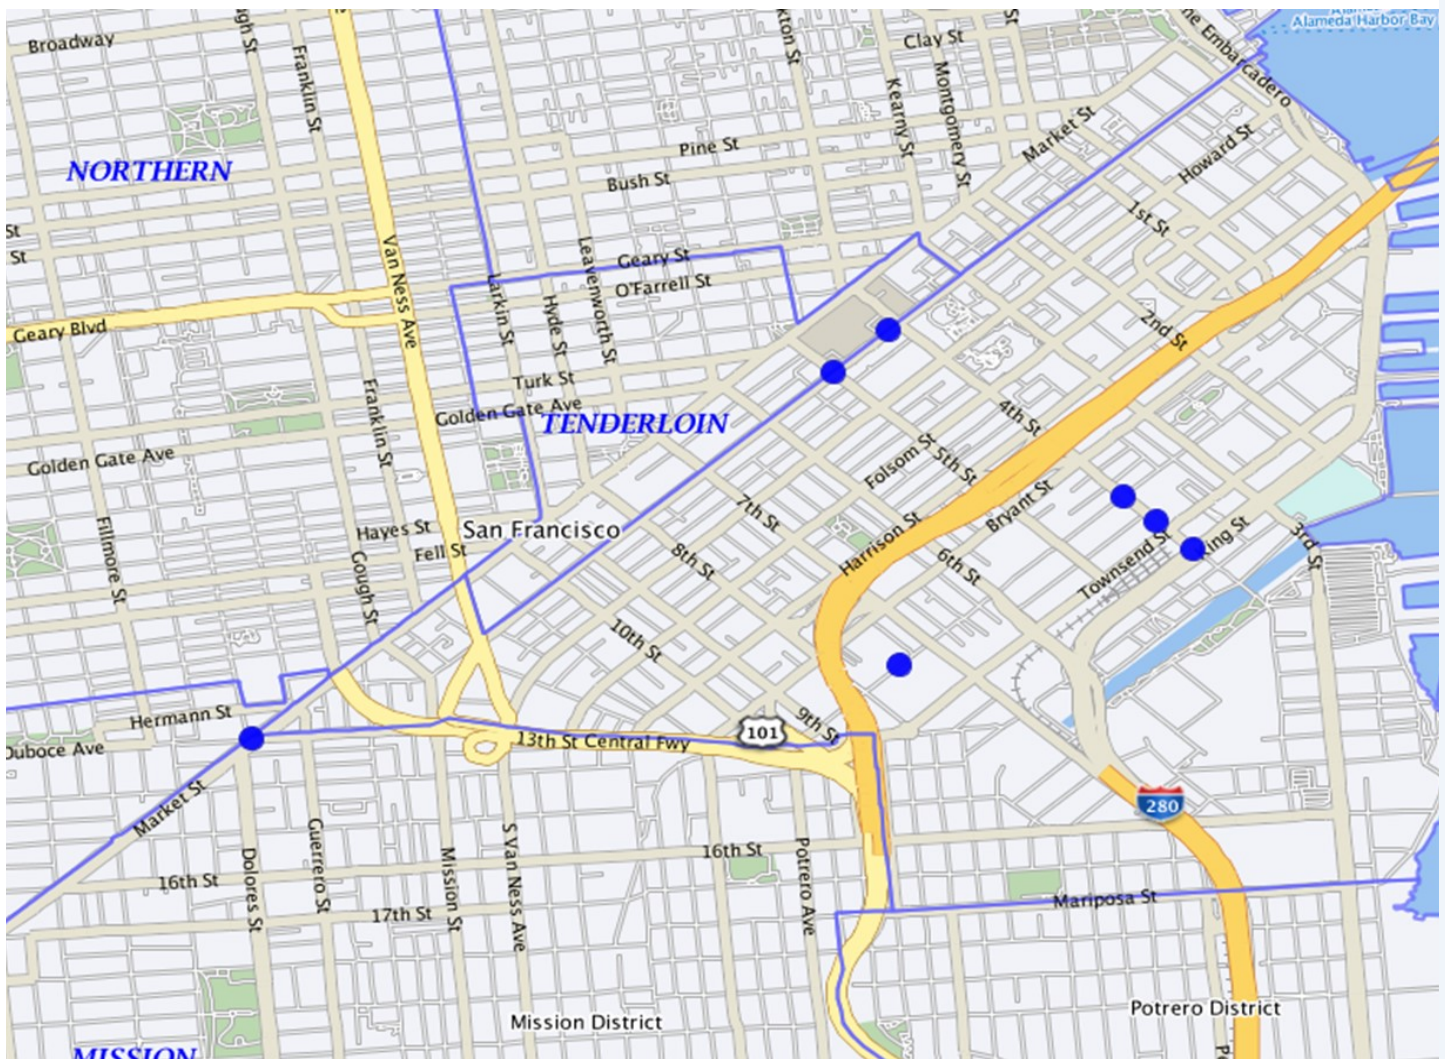 Alameda Harbor Bay
Broadway
Franklin St
Clay St
Kearny St
Montgomery St
Market St
Howard St
Pine St
Bush St
NORTHERN
St
St
1st St
Van Ness Ave
Leavenworth St
Geary St
O'Farrell St
Larkin St
Hyde St
Geary Blvd
2nd St
Turk St
Golden Gate Ave
TENDERLOIN
Franklin St
4th St
Golden Gate Ave
Folsom St
5th St
Bryant St
7th St
Fillmore St
Hayes St
San Francisco
Fell St
Harrison St
King St
3rd St
8th St
6th St
Townsend St
Gough St
10th St
Hermann St
9th St
Duboce Ave
101
13th St Central Fwy
Market St
280
Dolores St
Guerrero St
Mission St
S Van Ness Ave
16th St
Potrero Ave
16th St
17th St
Mariposa St
Mission District
Potrero District
MISSION